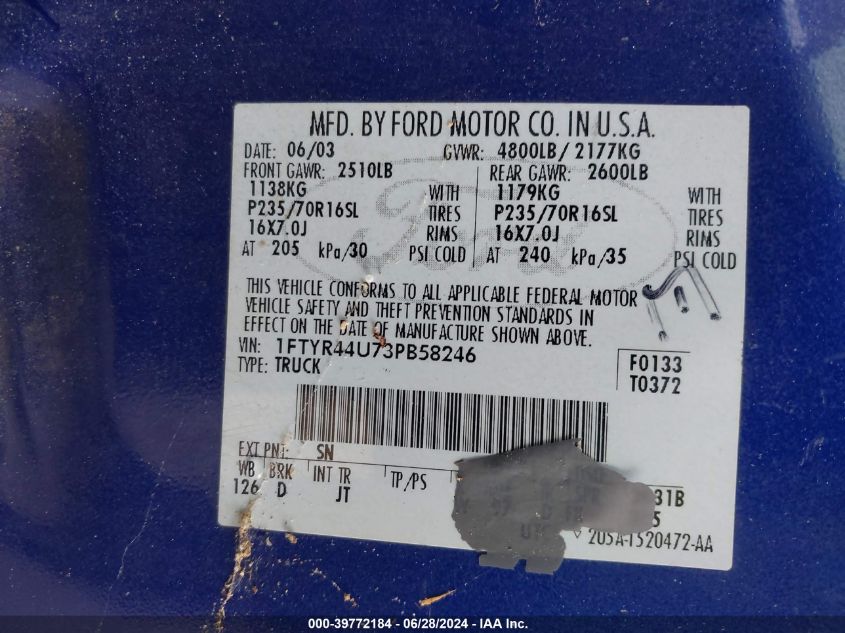 MFD. BY FORD MOTOR CO. IN U.S.A.
DATE: 06/03 GVWR: 4800LB/ 2177KG
FRONT GAWR: 2510LB REAR GAWR: 2600LB
1138KG WITH 1179KG WITH
P235/70R16SL TIRES P235/70R16SL TIRES
16X7.0J RIMS 16X7.0J RIMS
AT 205 kPa/30 PSI COLD AT 240 kPa/35 PSI COLD
THIS VEHICLE CONFORMS TO ALL APPLICABLE FEDERAL MOTOR
VEHICLE SAFETY AND THEFT PREVENTION STANDARDS IN
EFFECT ON THE DATE OF MANUFACTURE SHOWN ABOVE.
VIN: 1FTYR44U73PB58246
TYPE: TRUCK
F0133
T0372
EXT PNT: SN
WB BRK INT TR TP/PS
126 D JT
31B
5
97
UTC
2U5A-1520472-AA
Ford
000-39772184 - 06/28/2024 - IAA Inc.